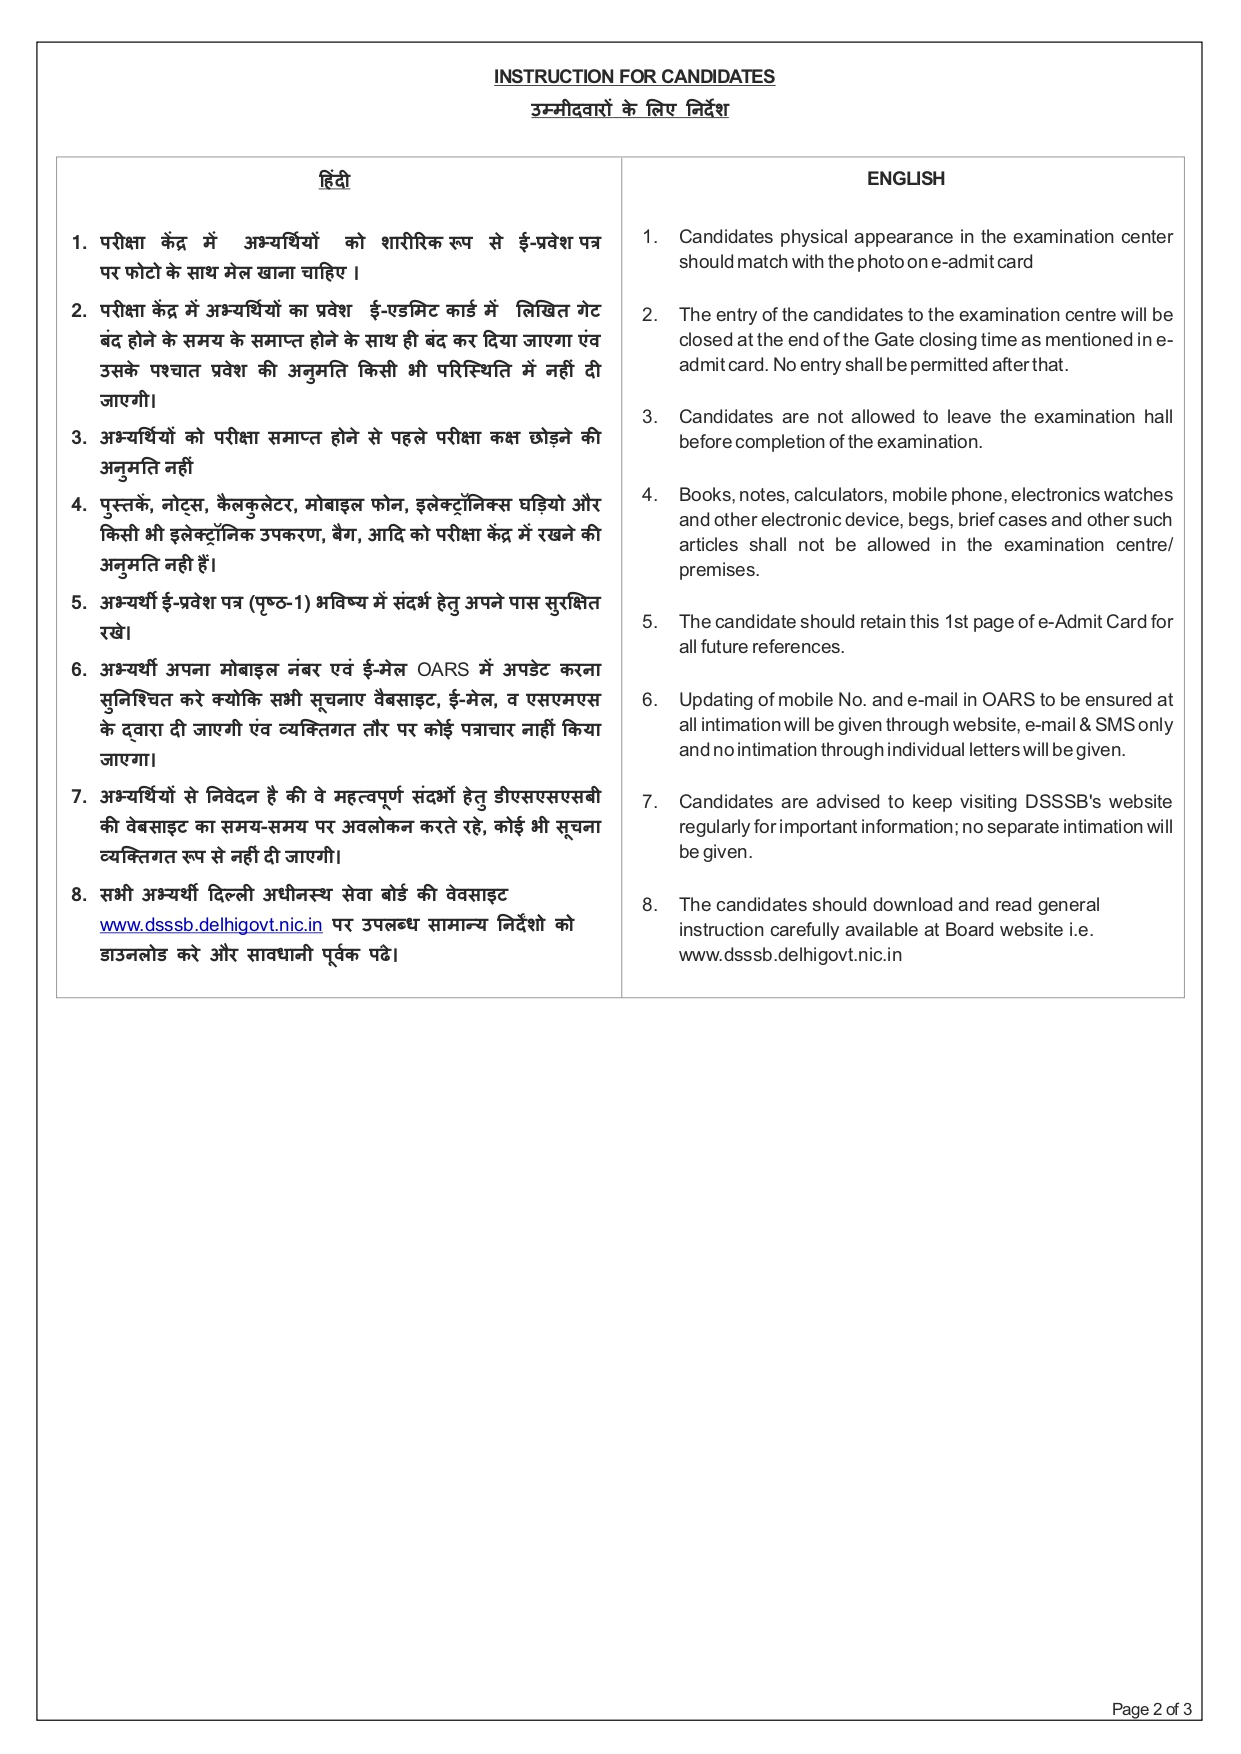 INSTRUCTION FOR CANDIDATES
उम्मीदवारों के लिए निर्देश
हिंदी
1. परीक्षा केंद्र में अभ्यर्थियों को शारीरिक रूप से ई-प्रवेश पत्र
पर फोटो के साथ मेल खाना चाहिए ।
2. परीक्षा केंद्र में अभ्यर्थियों का प्रवेश ई-एडमिट कार्ड में लिखित गेट
बंद होने के समय के समाप्त होने के साथ ही बंद कर दिया जाएगा एंव
उसके पश्चात प्रवेश की अनुमति किसी भी परिस्थिति में नहीं दी
जाएगी।
3. अभ्यर्थियों को परीक्षा समाप्त होने से पहले परीक्षा कक्ष छोड़ने की
अनुमति नहीं
4. पुस्तकें, नोट्स, कैलकुलेटर, मोबाइल फोन, इलेक्ट्रॉनिक्स घड़ियो और
किसी भी इलेक्ट्रॉनिक उपकरण, बैग, आदि को परीक्षा केंद्र में रखने की
अनुमति नही हैं।
5. अभ्यर्थी ई-प्रवेश पत्र (पृष्ठ-1) भविष्य में संदर्भ हेतु अपने पास सुरक्षित
रखे।
6. अभ्यर्थी अपना मोबाइल नंबर एवं ई-मेल OARS में अपडेट करना
सुनिश्चित करे क्योकि सभी सूचनाए वैबसाइट, ई-मेल, व एसएमएस
के द्वारा दी जाएगी एंव व्यक्तिगत तौर पर कोई पत्राचार नाहीं किया
जाएगा।
7. अभ्यर्थियों से निवेदन है की वे महत्वपूर्ण संदर्भो हेतु डीएसएसएसबी
की वेबसाइट का समय-समय पर अवलोकन करते रहे, कोई भी सूचना
व्यक्तिगत रूप से नहीं दी जाएगी।
8. सभी अभ्यर्थी दिल्ली अधीनस्थ सेवा बोर्ड की वेवसाइट
www.dsssb.delhigovt.nic.in पर उपलब्ध सामान्य निर्देशो को
डाउनलोड करे और सावधानी पूर्वक पढे।
ENGLISH
1. Candidates physical appearance in the examination center
should match with the photo on e-admit card
2. The entry of the candidates to the examination centre will be
closed at the end of the Gate closing time as mentioned in e-
admit card. No entry shall be permitted after that.
3. Candidates are not allowed to leave the examination hall
before completion of the examination.
4. Books, notes, calculators, mobile phone, electronics watches
and other electronic device, begs, brief cases and other such
articles shall not be allowed in the examination centre/
premises.
5. The candidate should retain this 1st page of e-Admit Card for
all future references.
6. Updating of mobile No. and e-mail in OARS to be ensured at
all intimation will be given through website, e-mail & SMS only
and no intimation through individual letters will be given.
7. Candidates are advised to keep visiting DSSSB's website
regularly for important information; no separate intimation will
be given.
8. The candidates should download and read general
instruction carefully available at Board website i.e.
www.dsssb.delhigovt.nic.in
Page 2 of 3